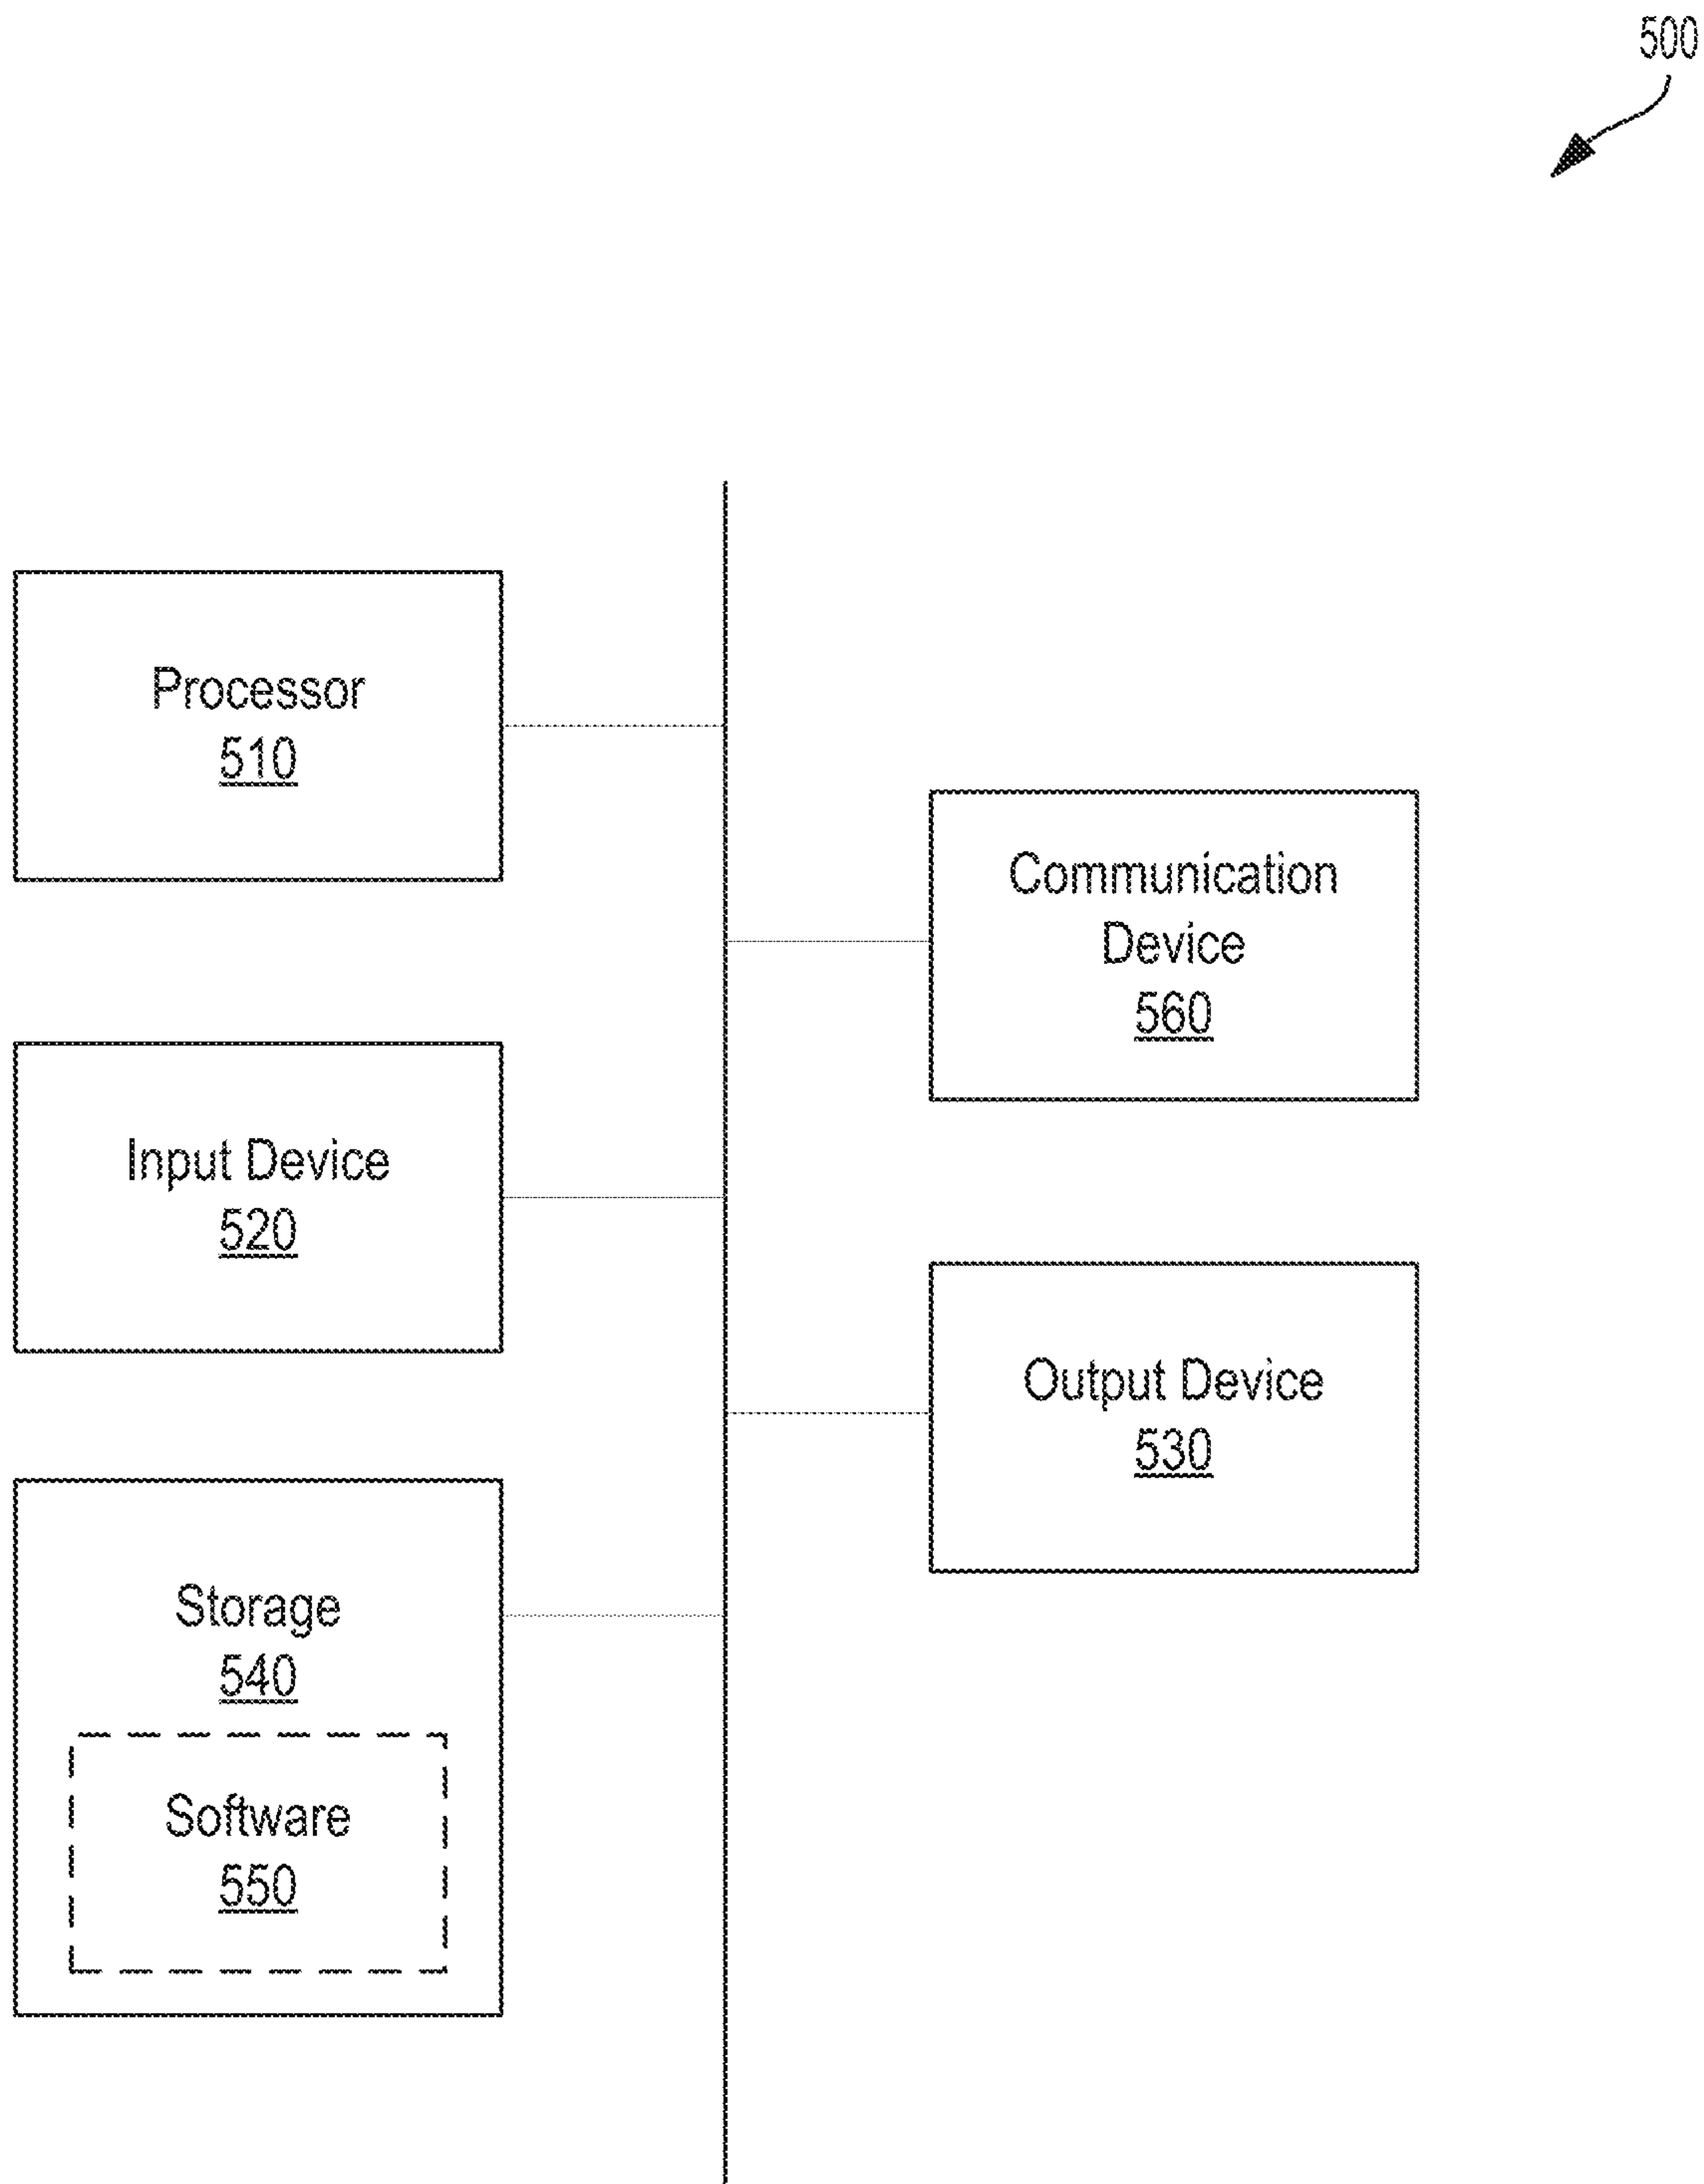 500
Processor
510
Communication
Device
560
Input Device
520
Output Device
530
Storage
540
Software
550